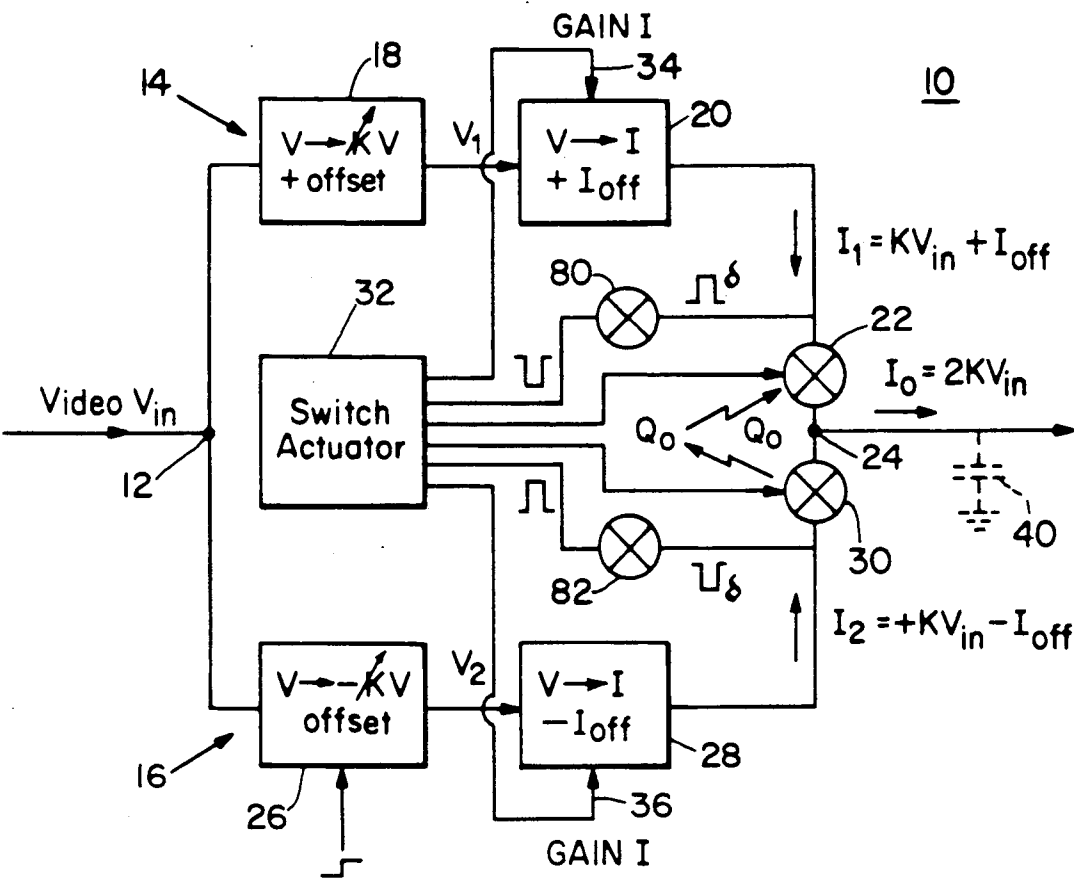 GAIN I
10
14
18
34
20
V→KV
+ offset
V₁
V→I
+ Ioff
I₁=KVin+Ioff
32
80
δ
22
I₀=2KVin
Video Vin
12
Switch
Actuator
Q₀
Q₀
24
40
30
82
δ
I₂=+KVin−Ioff
V→−KV
offset
V₂
V→I
−Ioff
28
16
26
36
GAIN I